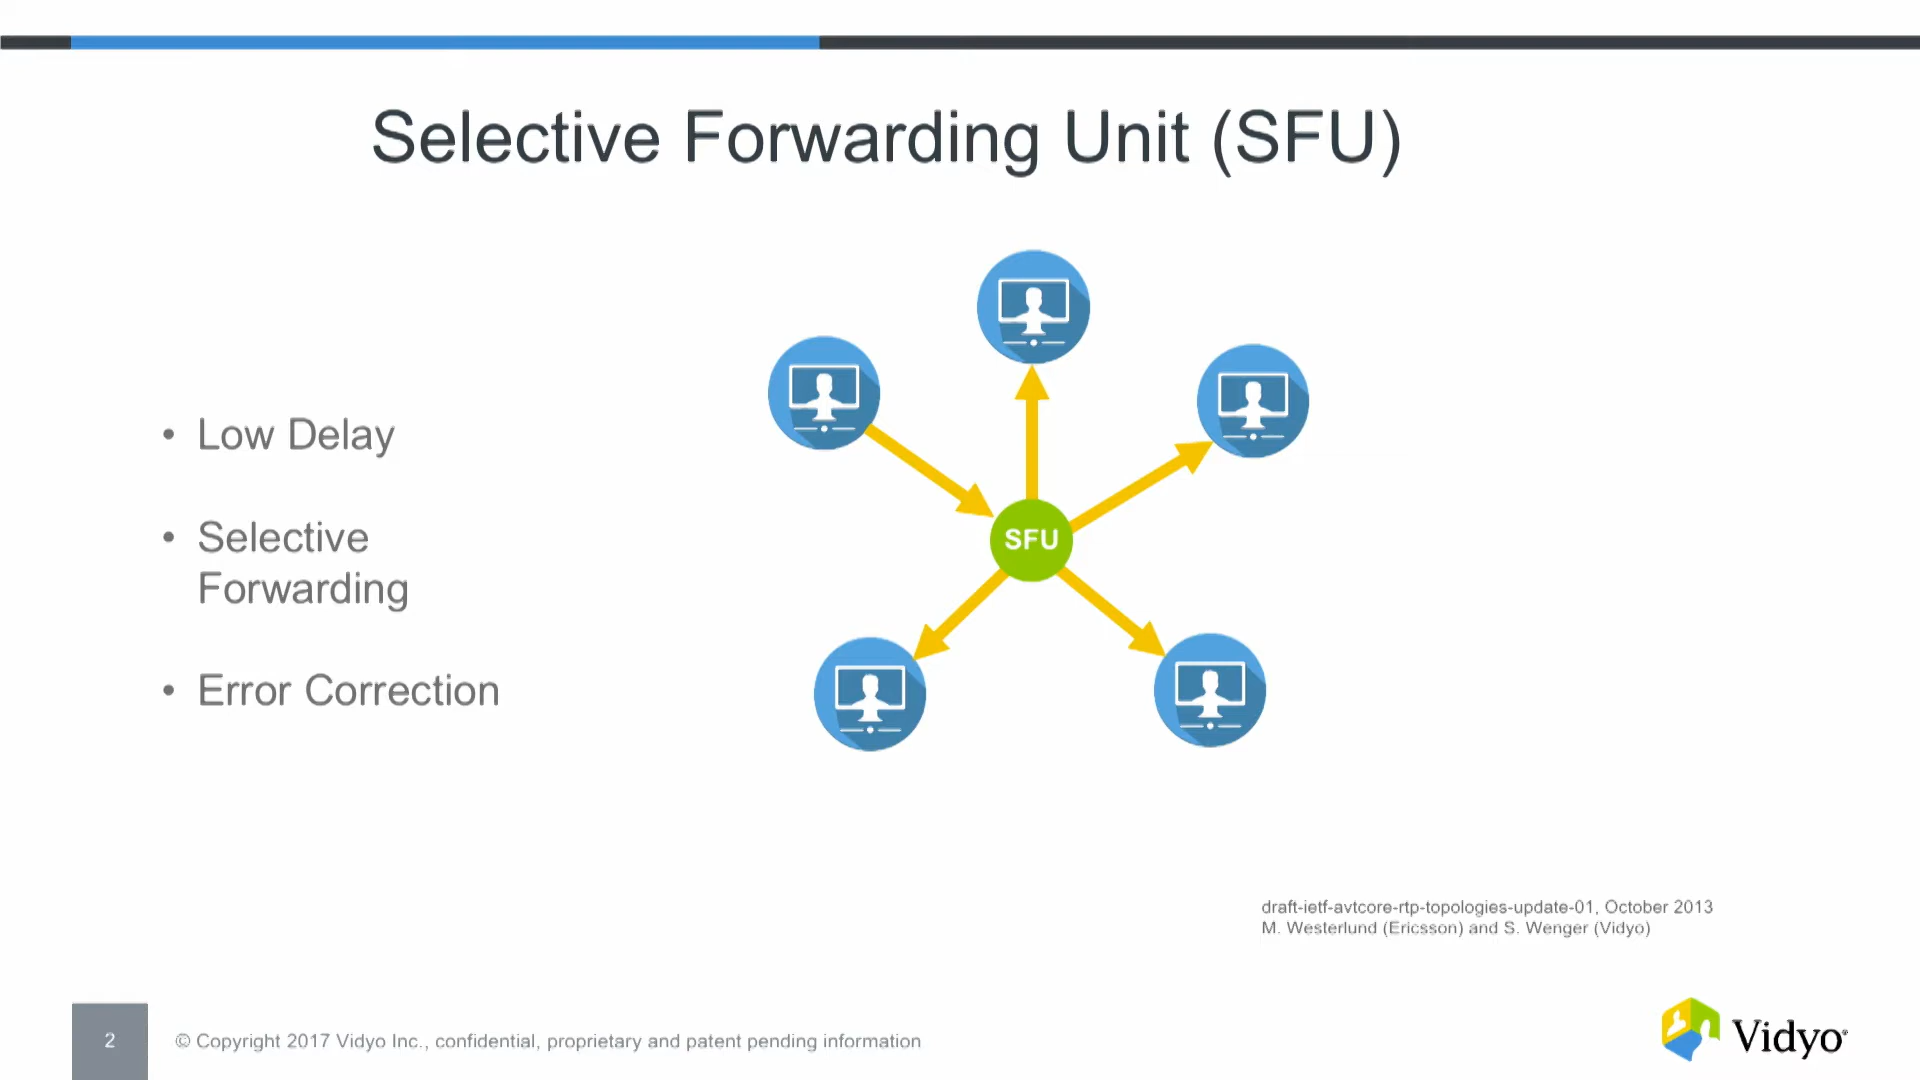 Selective Forwarding Unit (SFU)
• Low Delay
• Selective
Forwarding
• Error Correction
SFU
draft-ietf-avtcore-rtp-topologies-update-01, October 2013
M. Westerlund (Ericsson) and S. Wenger (Vidyo)
2
© Copyright 2017 Vidyo Inc., confidential, proprietary and patent pending information
Vidyo